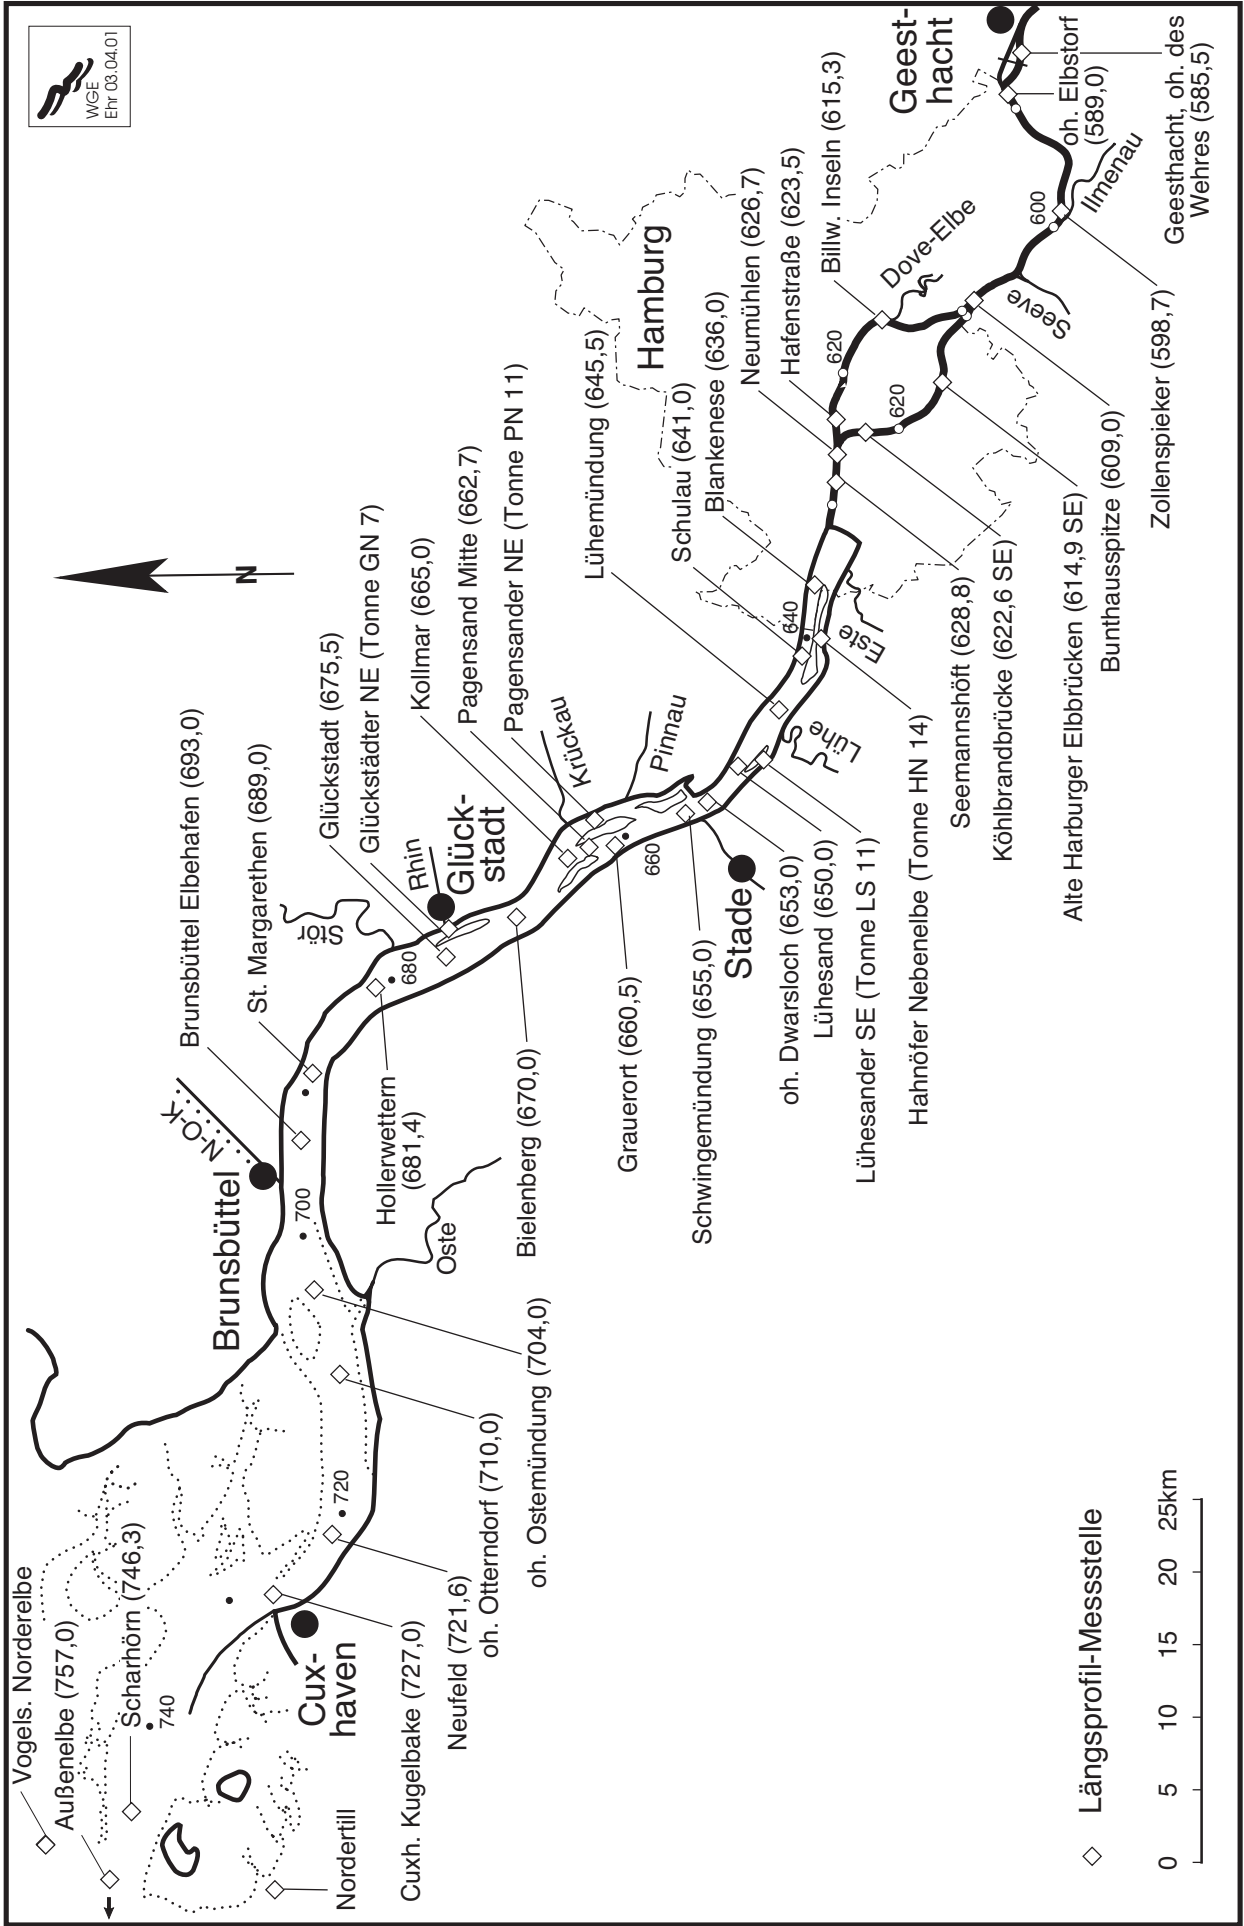 WGE
Ehr 03.04.01
N
Vogels. Norderelbe
Außenelbe (757,0)
Scharhörn (746,3)
740
Nordertill
Cux-
haven
Cuxh. Kugelbake (727,0)
Neufeld (721,6)
720
oh. Otterndorf (710,0)
oh. Ostemündung (704,0)
Oste
Brunsbüttel
N-O-K
700
Brunsbüttel Elbehafen (693,0)
St. Margarethen (689,0)
Hollerwettern
(681,4)
680
Stör
Rhin
Glück-
stadt
Glückstadt (675,5)
Glückstädter NE (Tonne GN 7)
Bielenberg (670,0)
Kollmar (665,0)
Pagensand Mitte (662,7)
Pagensander NE (Tonne PN 11)
Krückau
Pinnau
Grauerort (660,5)
660
Schwingemündung (655,0)
Stade
oh. Dwarsloch (653,0)
Lühesand (650,0)
Lühesander SE (Tonne LS 11)
Lühe
Lühemündung (645,5)
Hahnöfer Nebenelbe (Tonne HN 14)
Schulau (641,0)
640
Este
Blankenese (636,0)
Hamburg
Seemannshöft (628,8)
Neumühlen (626,7)
Hafenstraße (623,5)
Köhlbrandbrücke (622,6 SE)
620
620
Billw. Inseln (615,3)
Alte Harburger Elbbrücken (614,9 SE)
Dove-Elbe
Bunthausspitze (609,0)
Seeve
600
Zollenspieker (598,7)
Ilmenau
Geest-
hacht
oh. Elbstorf
(589,0)
Geesthacht, oh. des
Wehres (585,5)
Längsprofil-Messstelle
0 5 10 15 20 25km